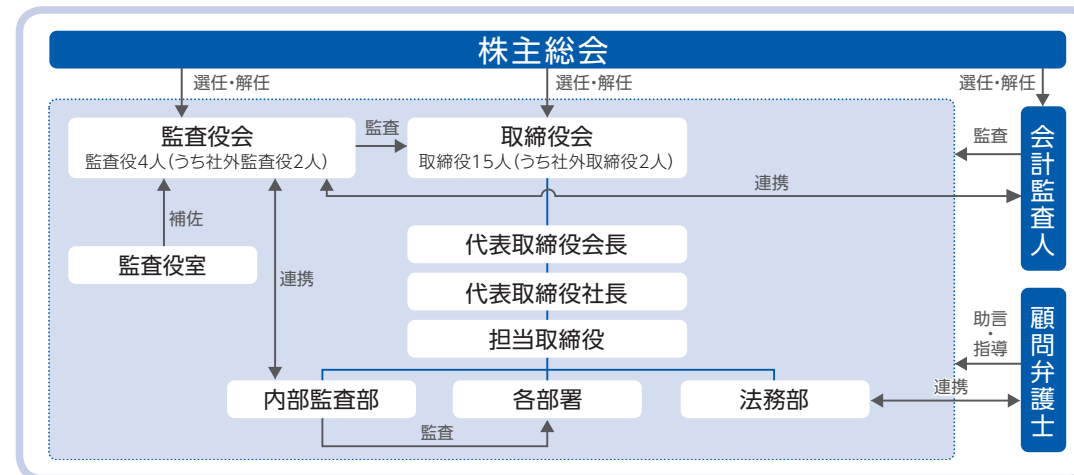 株主総会
選任・解任
選任・解任
選任・解任
監査役会
監査役4人(うち社外監査役2人)
監査
取締役会
取締役15人(うち社外取締役2人)
監査
会計監査人
連携
補佐
監査役室
連携
代表取締役会長
代表取締役社長
担当取締役
助言
・
指導
顧問弁護士
連携
内部監査部
各部署
法務部
監査